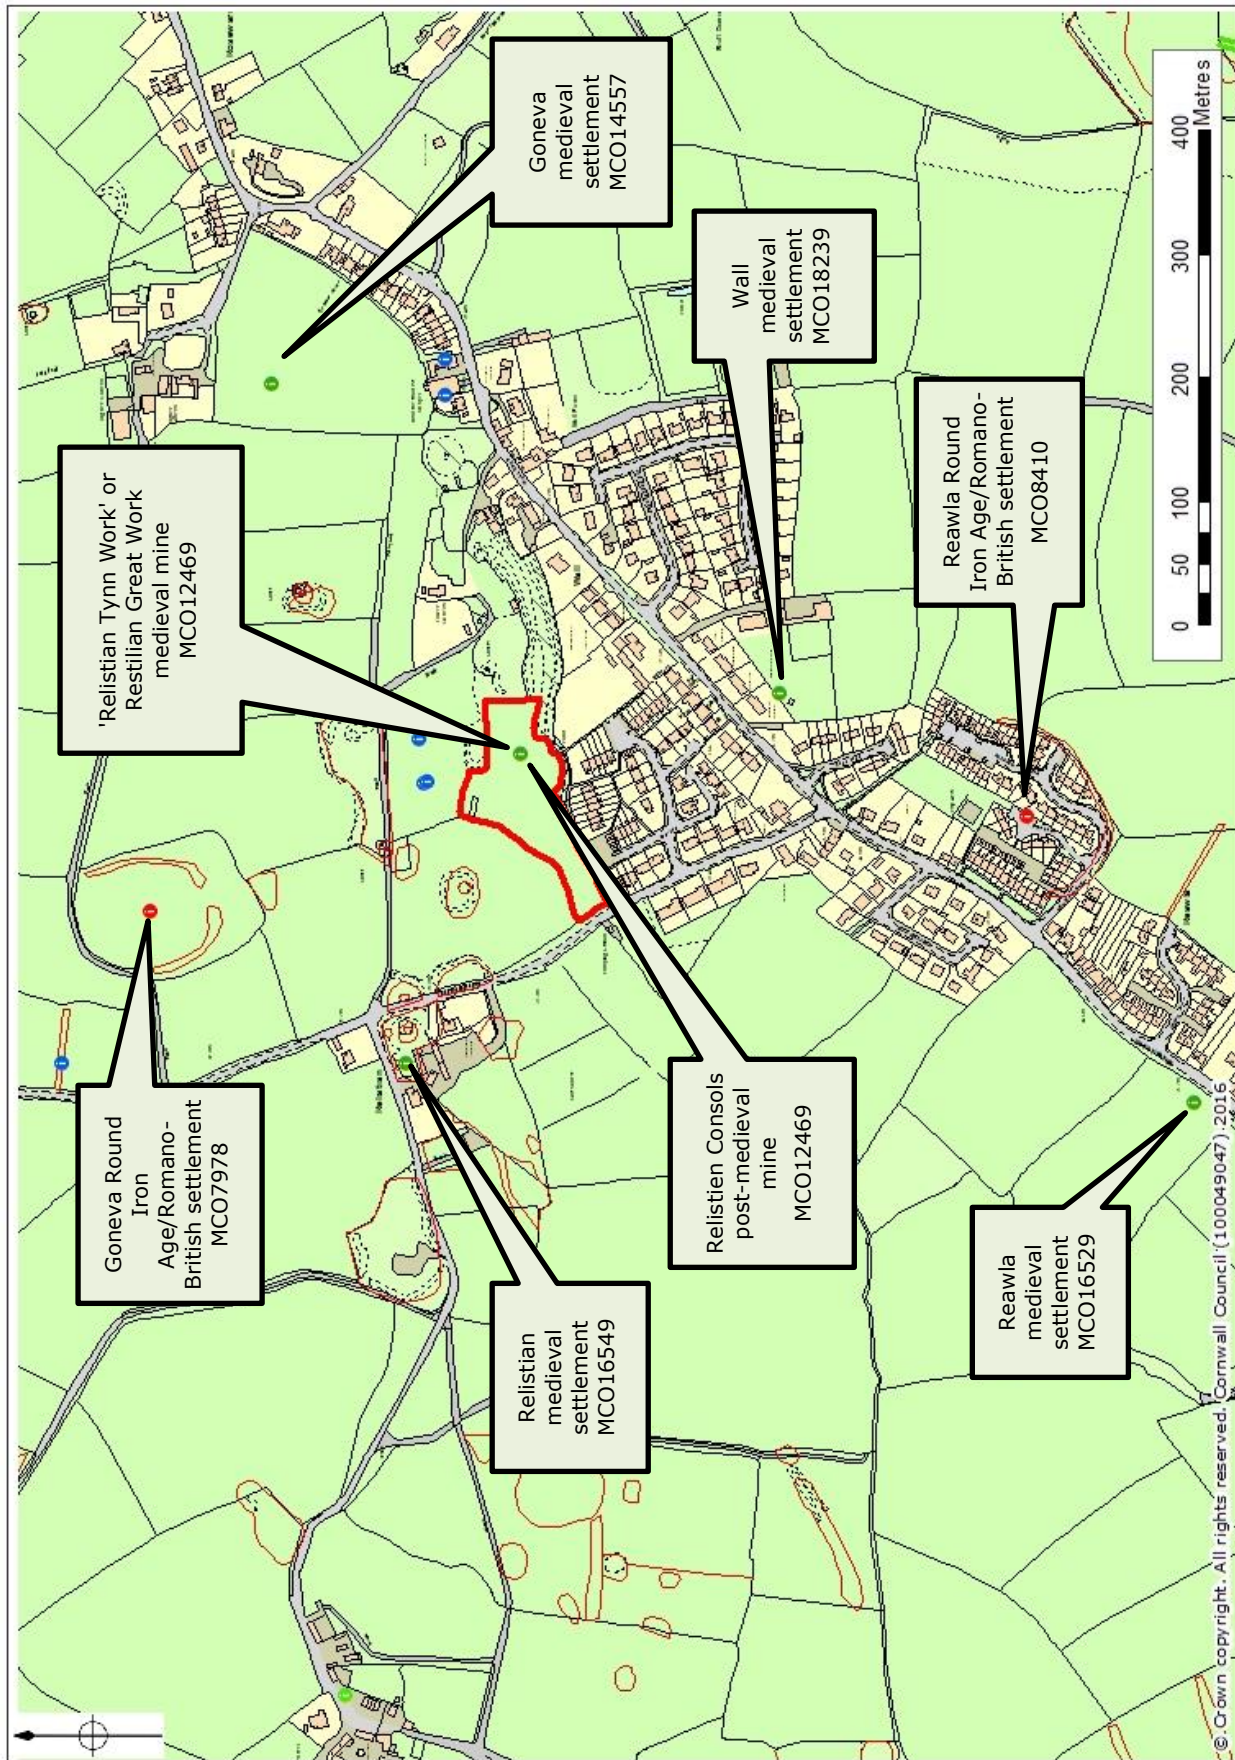 'Relistian Tynn Work' or
Restilian Great Work
medieval mine
MCO12469
Goneva
medieval
settlement
MCO14557
Goneva Round
Iron
Age/Romano-
British settlement
MCO7978
Wall
medieval
settlement
MCO18239
Relistian
medieval
settlement
MCO16549
Relistien Consols
post-medieval
mine
MCO12469
Reawla Round
Iron Age/Romano-
British settlement
MCO8410
Reawla
medieval
settlement
MCO16529
Wall
0 50 100 200 300 400
Metres
© Crown copyright. All rights reserved. Cornwall Council (100049047) 2016